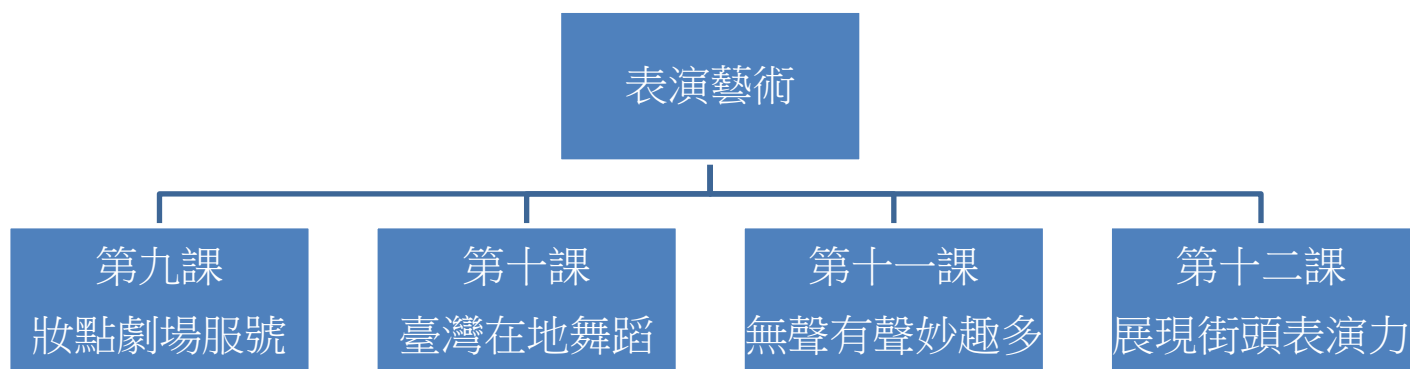 表演藝術
第九課
妝點劇場服號
第十課
臺灣在地舞蹈
第十一課
無聲有聲妙趣多
第十二課
展現街頭表演力